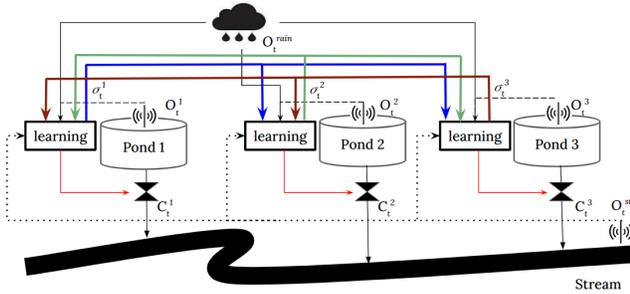 O_t^rain
σ_t^1 O_t^1 σ_t^2 O_t^2 σ_t^3 O_t^3
learning Pond 1 learning Pond 2 learning Pond 3
C_t^1 C_t^2 C_t^3 O_t^s
Stream